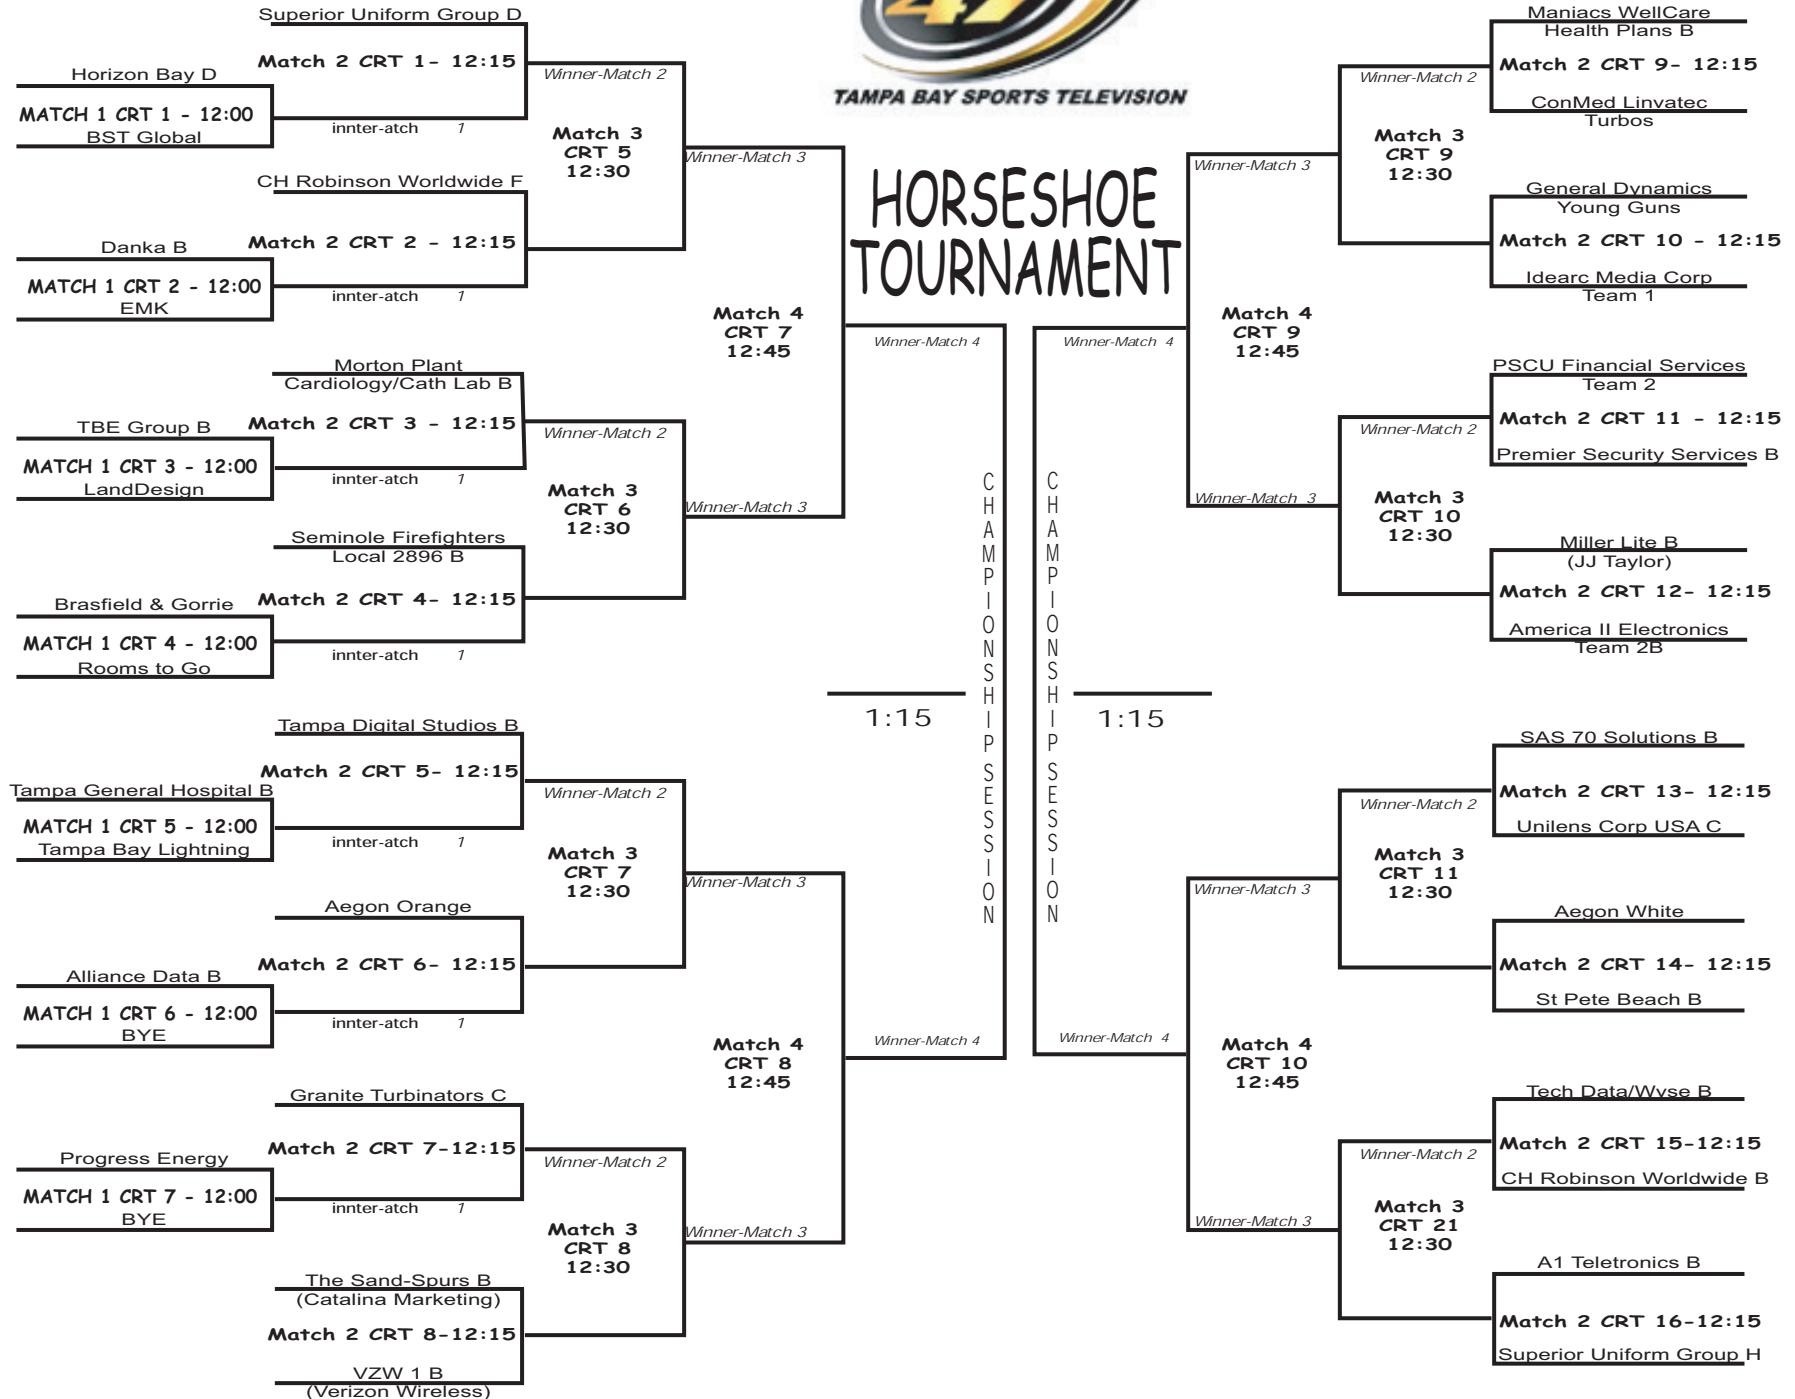 47
TAMPA BAY SPORTS TELEVISION
HORSESHOE
TOURNAMENT
Superior Uniform Group D
Match 2 CRT 1- 12:15
Horizon Bay D
MATCH 1 CRT 1 - 12:00
BST Global
innter-atch 1
Winner-Match 2
Match 3
CRT 5
12:30
CH Robinson Worldwide F
Match 2 CRT 2 - 12:15
Danka B
MATCH 1 CRT 2 - 12:00
EMK
innter-atch 1
Winner-Match 3
Match 4
CRT 7
12:45
Morton Plant
Cardiology/Cath Lab B
Match 2 CRT 3 - 12:15
TBE Group B
MATCH 1 CRT 3 - 12:00
LandDesign
innter-atch 1
Winner-Match 2
Match 3
CRT 6
12:30
Winner-Match 3
Seminole Firefighters
Local 2896 B
Match 2 CRT 4- 12:15
Brasfield & Gorrie
MATCH 1 CRT 4 - 12:00
Rooms to Go
innter-atch 1
Winner-Match 4
CHAMPIONSHIP SESSION
1:15
Tampa Digital Studios B
Match 2 CRT 5- 12:15
Tampa General Hospital B
MATCH 1 CRT 5 - 12:00
Tampa Bay Lightning
innter-atch 1
Winner-Match 2
Match 3
CRT 7
12:30
Winner-Match 3
Aegon Orange
Match 2 CRT 6- 12:15
Alliance Data B
MATCH 1 CRT 6 - 12:00
BYE
innter-atch 1
Match 4
CRT 8
12:45
Winner-Match 4
Granite Turbinators C
Match 2 CRT 7-12:15
Progress Energy
MATCH 1 CRT 7 - 12:00
BYE
innter-atch 1
Winner-Match 2
Match 3
CRT 8
12:30
Winner-Match 3
The Sand-Spurs B
(Catalina Marketing)
Match 2 CRT 8-12:15
VZW 1 B
(Verizon Wireless)
Maniacs WellCare
Health Plans B
Match 2 CRT 9- 12:15
ConMed Linvatec
Turbos
Winner-Match 2
Match 3
CRT 9
12:30
Winner-Match 3
General Dynamics
Young Guns
Match 2 CRT 10 - 12:15
Idearc Media Corp
Team 1
Match 4
CRT 9
12:45
Winner-Match 4
PSCU Financial Services
Team 2
Match 2 CRT 11 - 12:15
Premier Security Services B
Winner-Match 2
Match 3
CRT 10
12:30
Winner-Match 3
Miller Lite B
(JJ Taylor)
Match 2 CRT 12- 12:15
America II Electronics
Team 2B
CHAMPIONSHIP SESSION
1:15
SAS 70 Solutions B
Match 2 CRT 13- 12:15
Unilens Corp USA C
Winner-Match 2
Match 3
CRT 11
12:30
Winner-Match 3
Aegon White
Match 2 CRT 14- 12:15
St Pete Beach B
Winner-Match 4
Match 4
CRT 10
12:45
Tech Data/Wyse B
Match 2 CRT 15-12:15
CH Robinson Worldwide B
Winner-Match 2
Match 3
CRT 21
12:30
Winner-Match 3
A1 Teletronics B
Match 2 CRT 16-12:15
Superior Uniform Group H